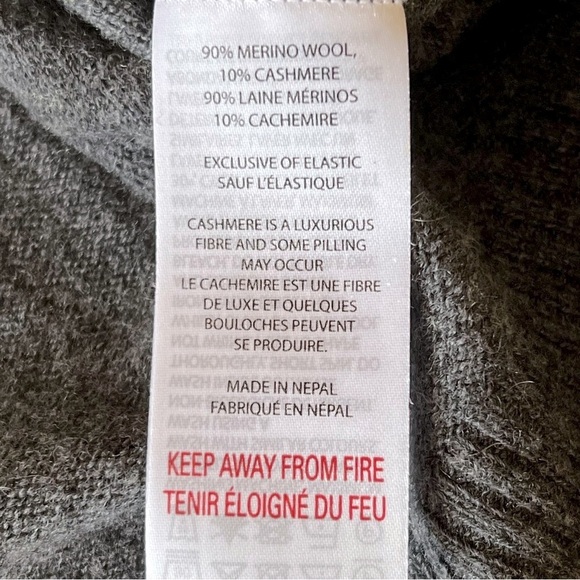 90% MERINO WOOL,
10% CASHMERE
90% LAINE MÉRINOS
10% CACHEMIRE
EXCLUSIVE OF ELASTIC
SAUF L'ÉLASTIQUE
CASHMERE IS A LUXURIOUS
FIBRE AND SOME PILLING
MAY OCCUR
LE CACHEMIRE EST UNE FIBRE
DE LUXE ET QUELQUES
BOULOCHES PEUVENT
SE PRODUIRE.
MADE IN NEPAL
FABRIQUÉ EN NÉPAL
KEEP AWAY FROM FIRE
TENIR ÉLOIGNÉ DU FEU